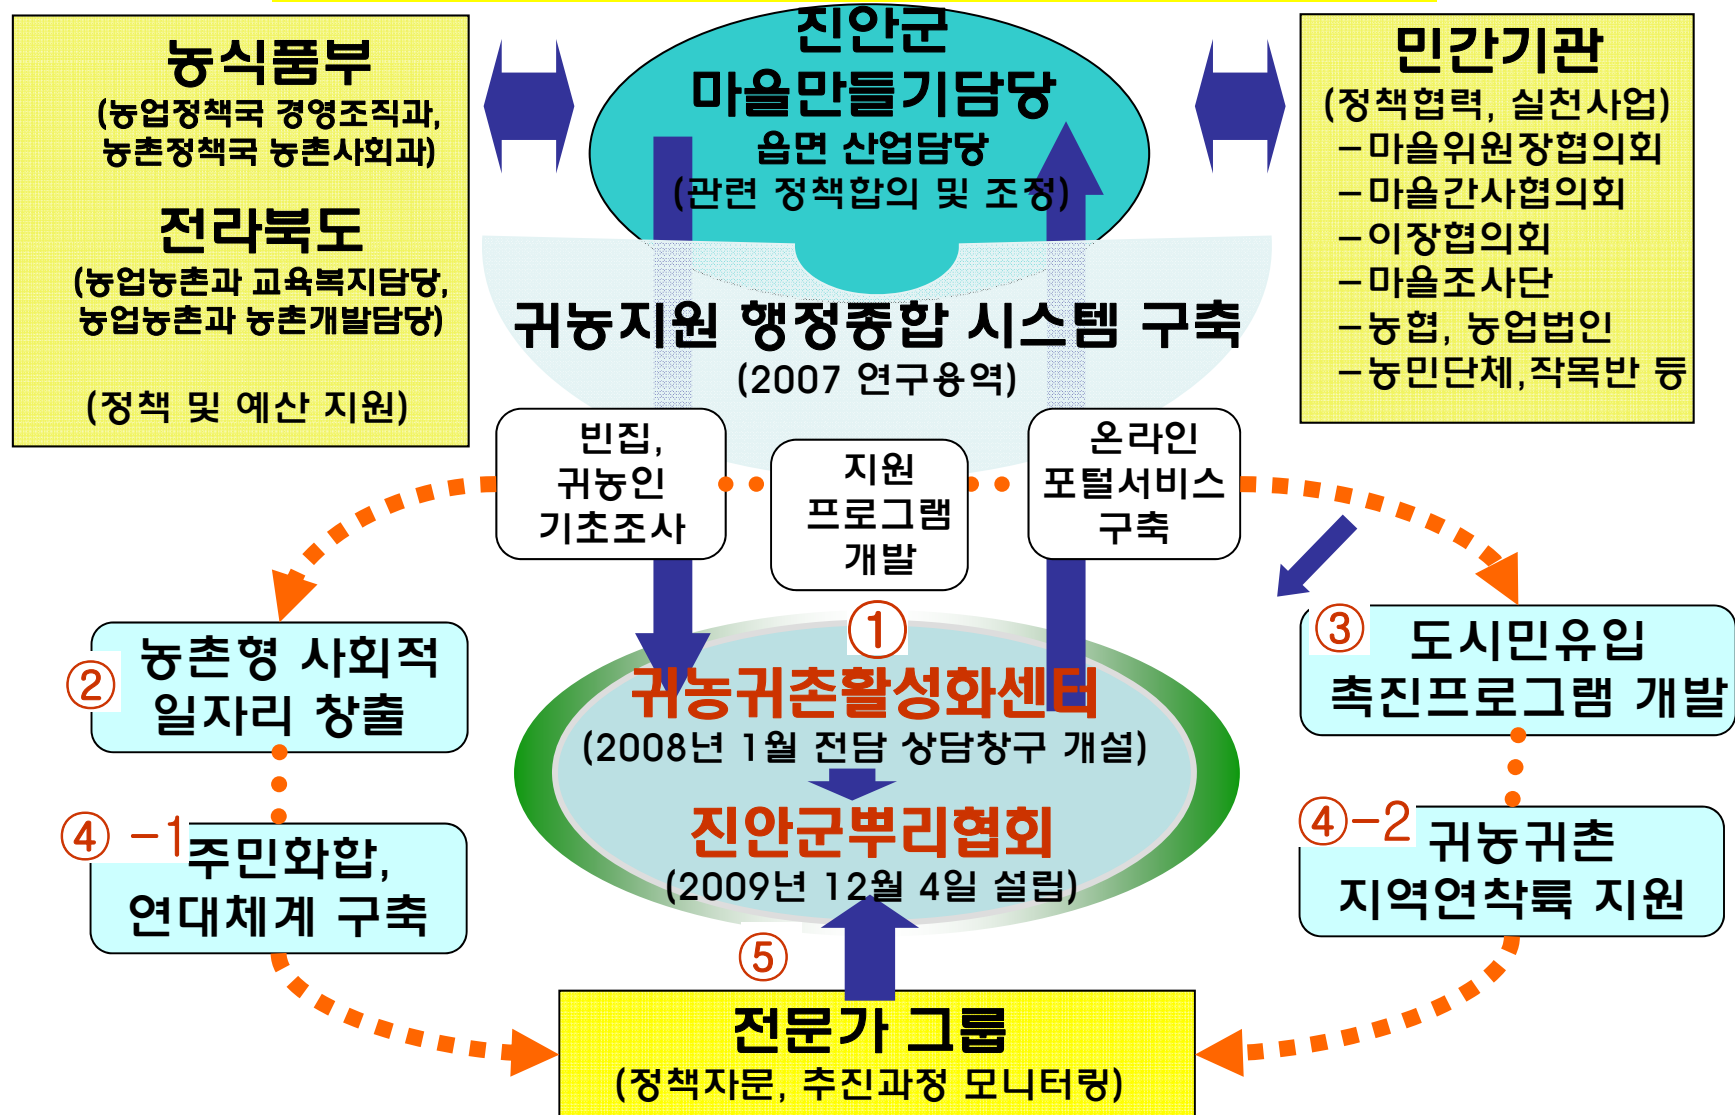 농식품부
(농업정책국 경영조직과,
농촌정책국 농촌사회과)
전라북도
(농업농촌과 교육복지담당,
농업농촌과 농촌개발담당)
(정책 및 예산 지원)
진안군
마을만들기담당
읍면 산업담당
(관련 정책합의 및 조정)
민간기관
(정책협력, 실천사업)
-마을위원장협의회
-마을간사협의회
-이장협의회
-마을조사단
-농협, 농업법인
-농민단체,작목반 등
귀농지원 행정종합 시스템 구축
(2007 연구용역)
빈집,
귀농인
기초조사
지원
프로그램
개발
온라인
포털서비스
구축
①
귀농귀촌활성화센터
(2008년 1월 전담 상담창구 개설)
진안군뿌리협회
(2009년 12월 4일 설립)
②
농촌형 사회적
일자리 창출
③
도시민유입
촉진프로그램 개발
④ -1
주민화합,
연대체계 구축
④-2
귀농귀촌
지역연착륙 지원
⑤
전문가 그룹
(정책자문, 추진과정 모니터링)